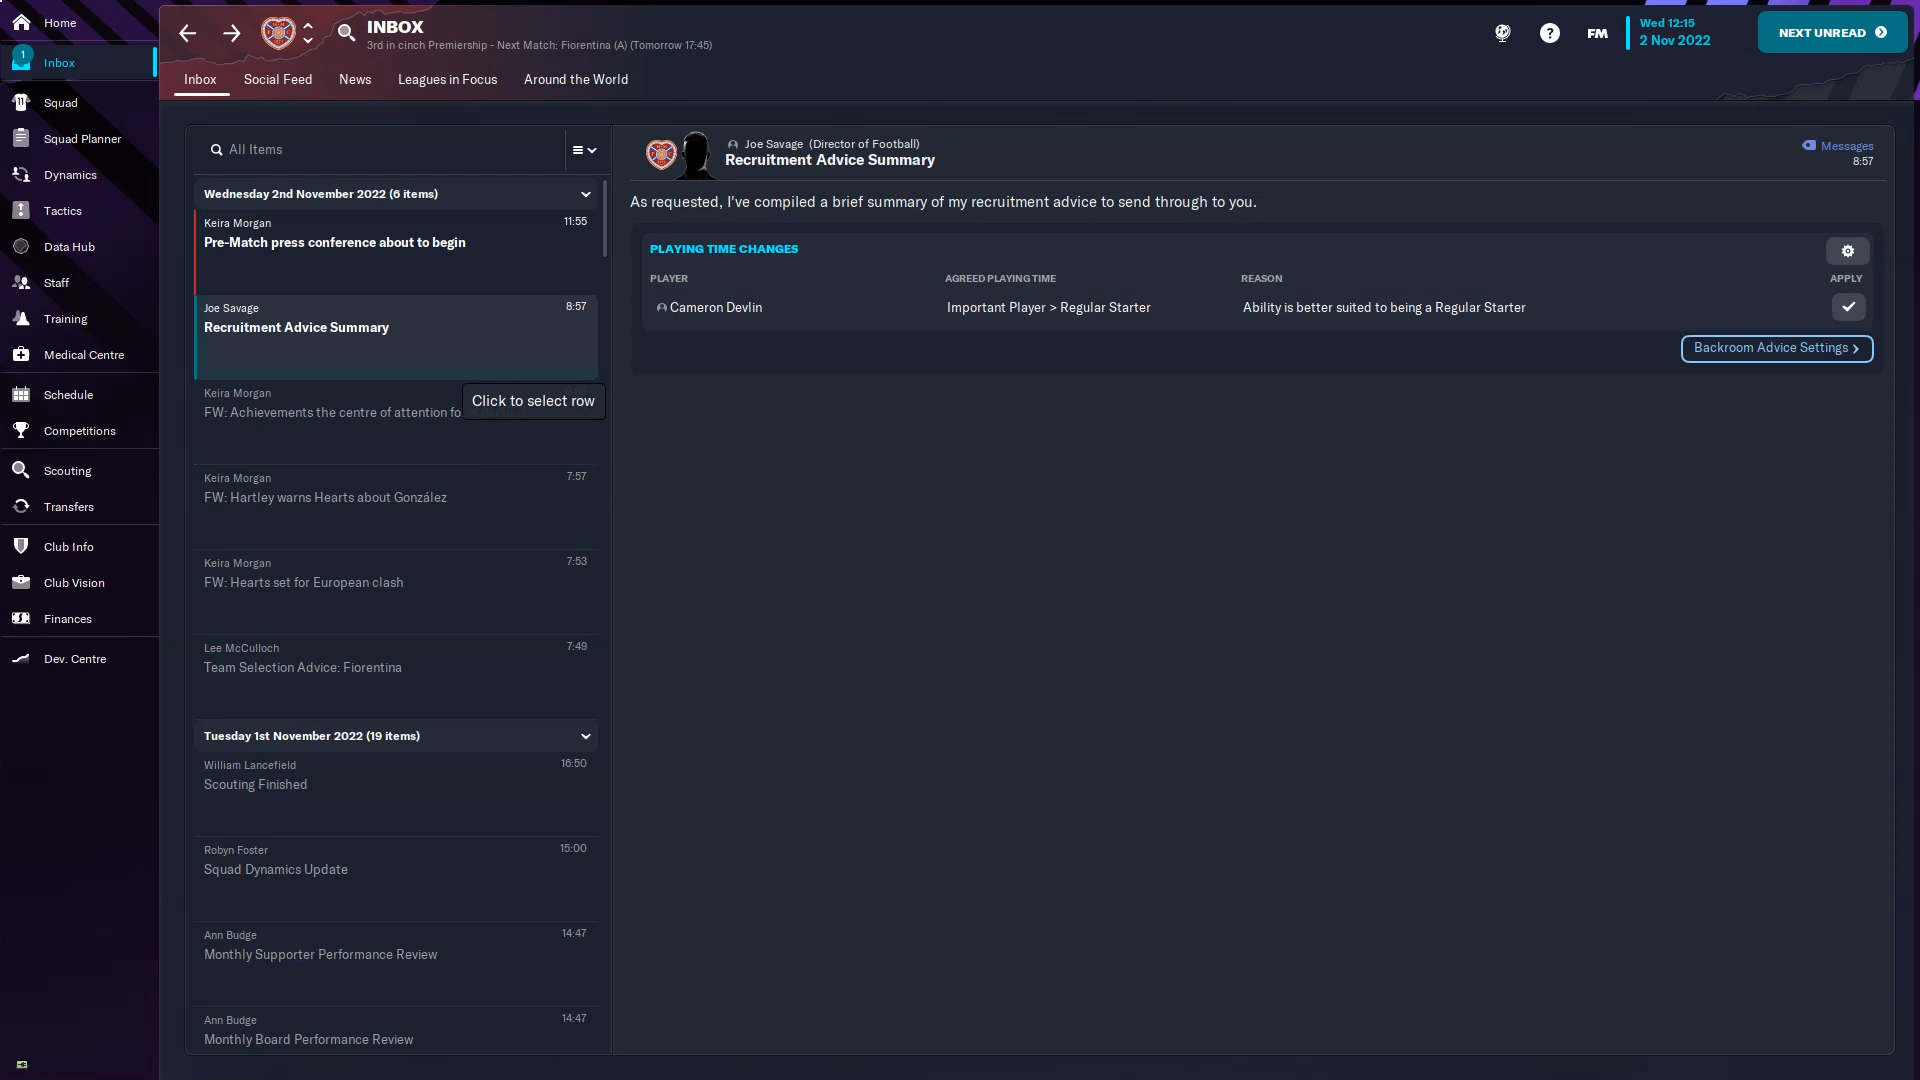 Home
1
Inbox
Squad
Squad Planner
Dynamics
Tactics
Data Hub
Staff
Training
Medical Centre
Schedule
Competitions
Scouting
Transfers
Club Info
Club Vision
Finances
Dev. Centre
INBOX
3rd in cinch Premiership - Next Match: Fiorentina (A) (Tomorrow 17:45)
FM
Wed 12:15
2 Nov 2022
NEXT UNREAD
Inbox Social Feed News Leagues in Focus Around the World
All Items
Wednesday 2nd November 2022 (6 items)
Keira Morgan 11:55
Pre-Match press conference about to begin
Joe Savage 8:57
Recruitment Advice Summary
Keira Morgan
FW: Achievements the centre of attention fo
Click to select row
Keira Morgan 7:57
FW: Hartley warns Hearts about González
Keira Morgan 7:53
FW: Hearts set for European clash
Lee McCulloch 7:49
Team Selection Advice: Fiorentina
Tuesday 1st November 2022 (19 items)
William Lancefield 16:50
Scouting Finished
Robyn Foster 15:00
Squad Dynamics Update
Ann Budge 14:47
Monthly Supporter Performance Review
Ann Budge 14:47
Monthly Board Performance Review
Joe Savage (Director of Football)
Recruitment Advice Summary
Messages
8:57
As requested, I've compiled a brief summary of my recruitment advice to send through to you.
PLAYING TIME CHANGES
PLAYER AGREED PLAYING TIME REASON APPLY
Cameron Devlin Important Player > Regular Starter Ability is better suited to being a Regular Starter
Backroom Advice Settings >